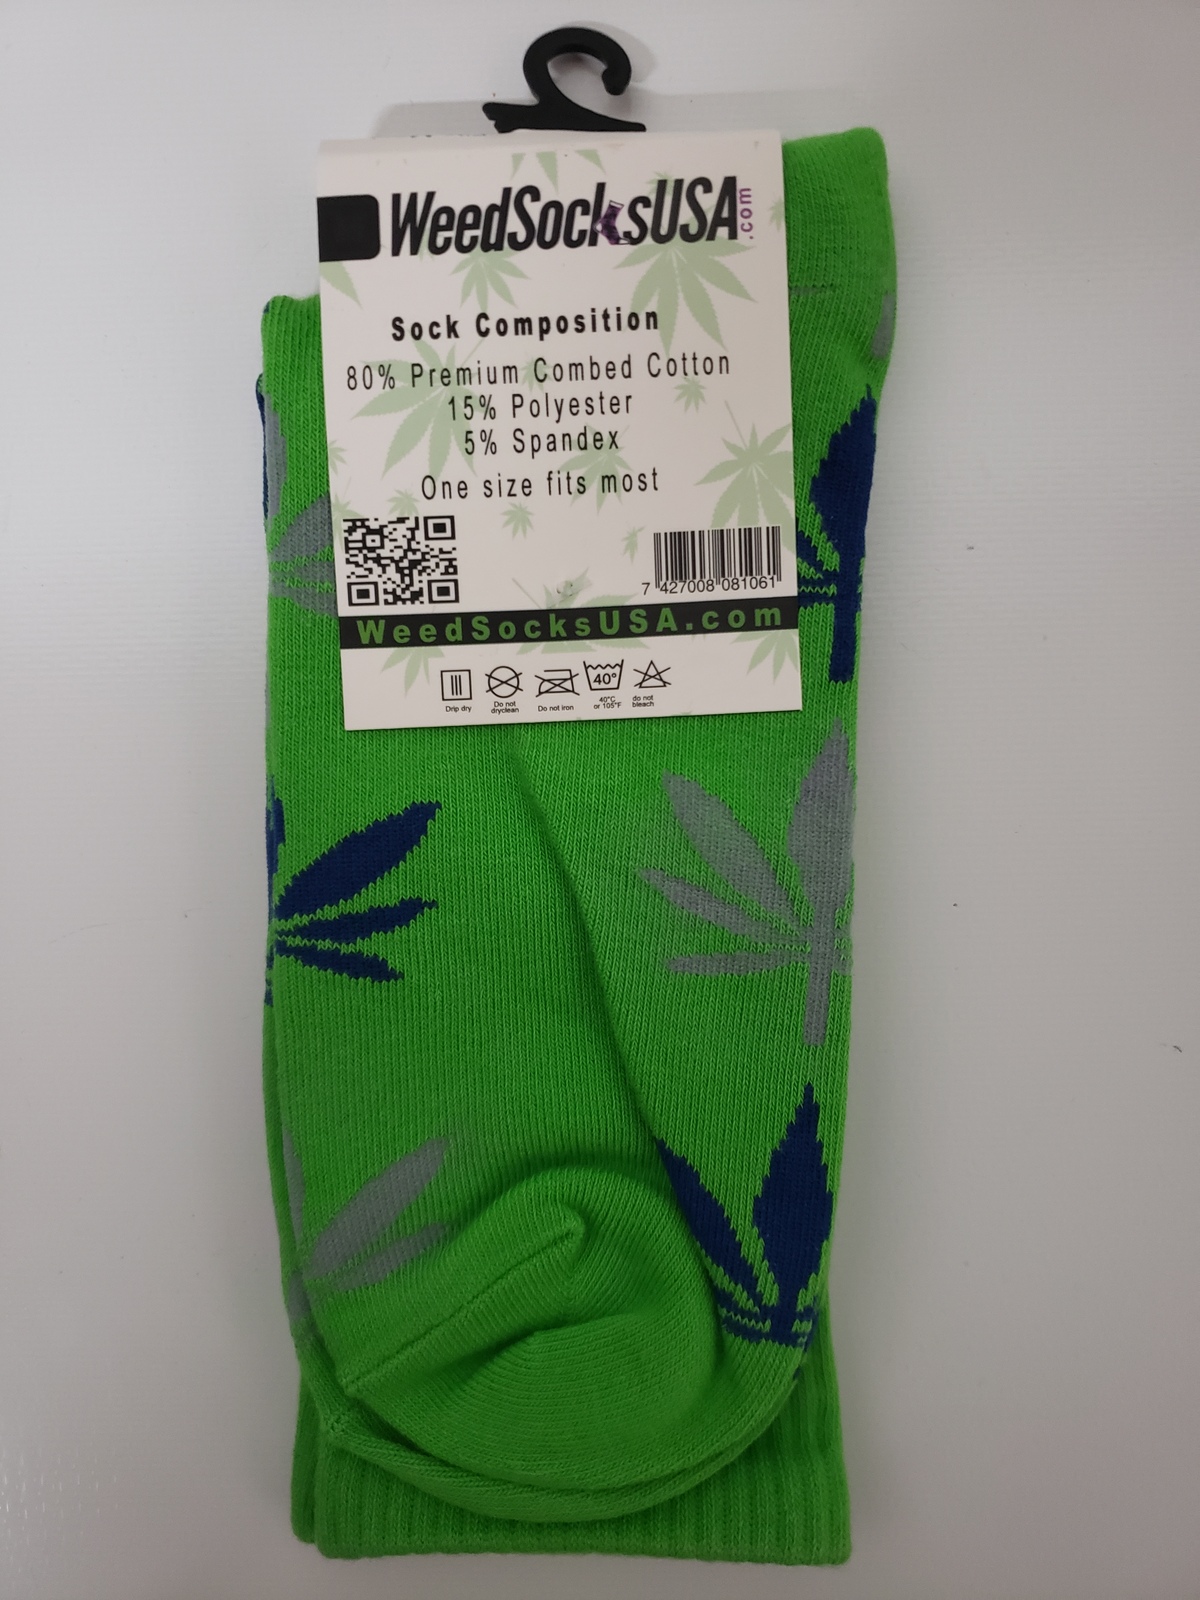 WeedSocksUSA.com
Sock Composition
80% Premium Combed Cotton
15% Polyester
5% Spandex
One size fits most
7 427008 081061
WeedSocksUSA.com
40°
Drip dry
Do not
dryclean
Do not iron
40°C
or 105°F
do not
bleach